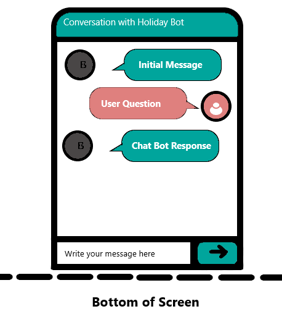 Conversation with Holiday Bot
B
Initial Message
User Question
B
Chat Bot Response
Write your message here
Bottom of Screen